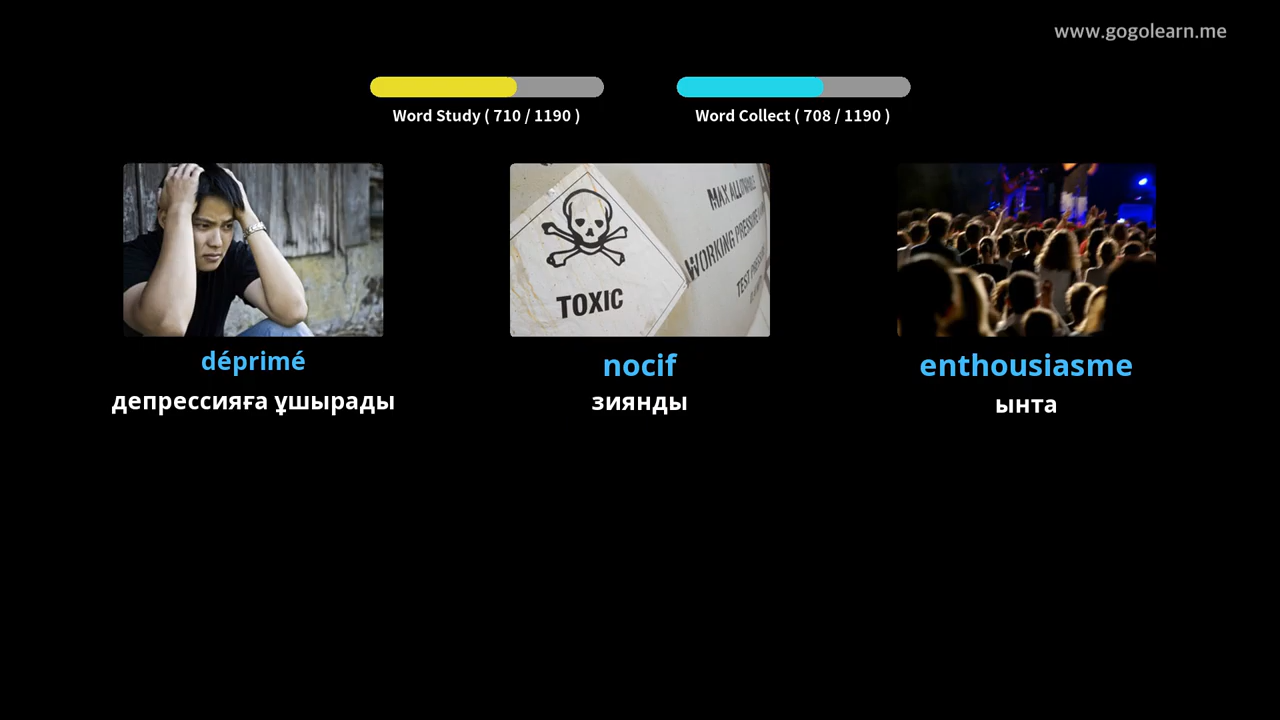 www.gogolearn.me
Word Study ( 710 / 1190 )
Word Collect ( 708 / 1190 )
MAX ALLOWABLE
WORKING PRESSURE
TEST PRESSURE
TOXIC
déprimé
nocif
enthousiasme
депрессияға ұшырады
зиянды
ынта